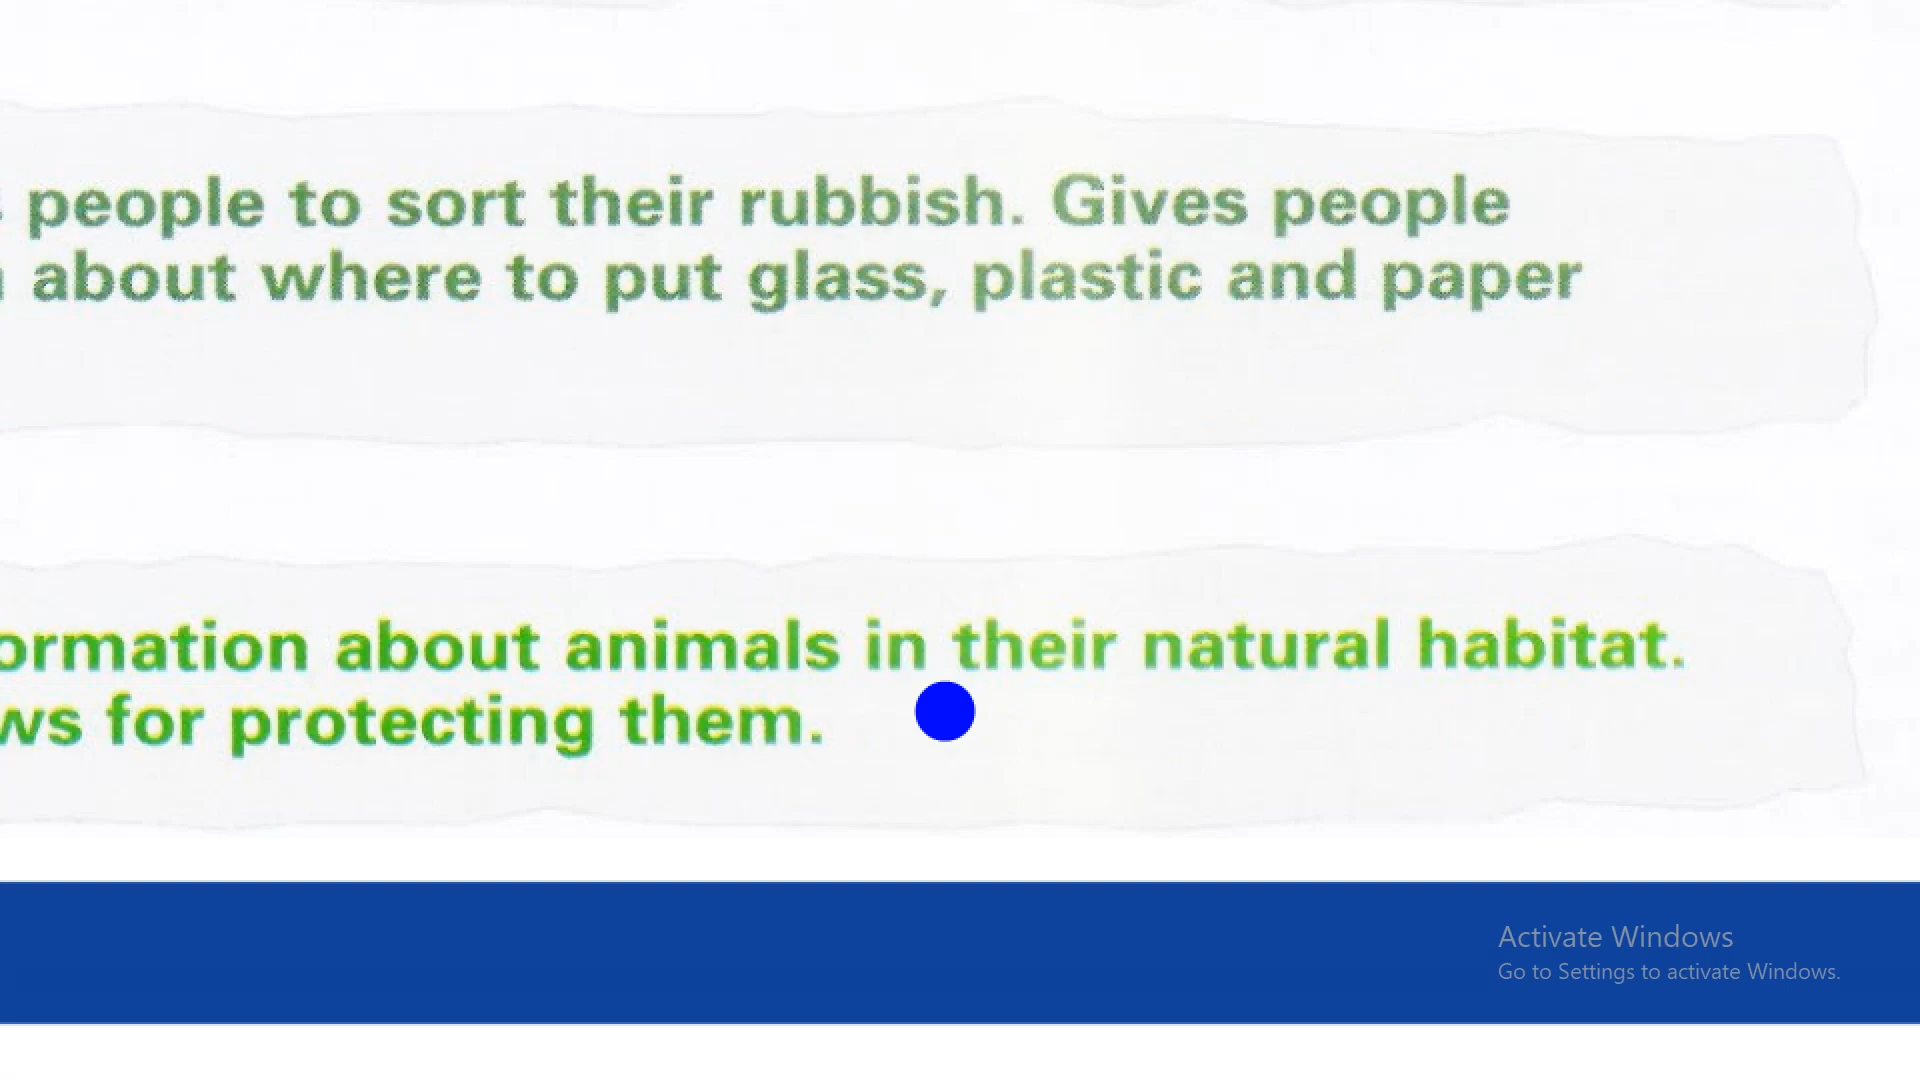 people to sort their rubbish. Gives people
about where to put glass, plastic and paper
ormation about animals in their natural habitat.
ws for protecting them.
Activate Windows
Go to Settings to activate Windows.